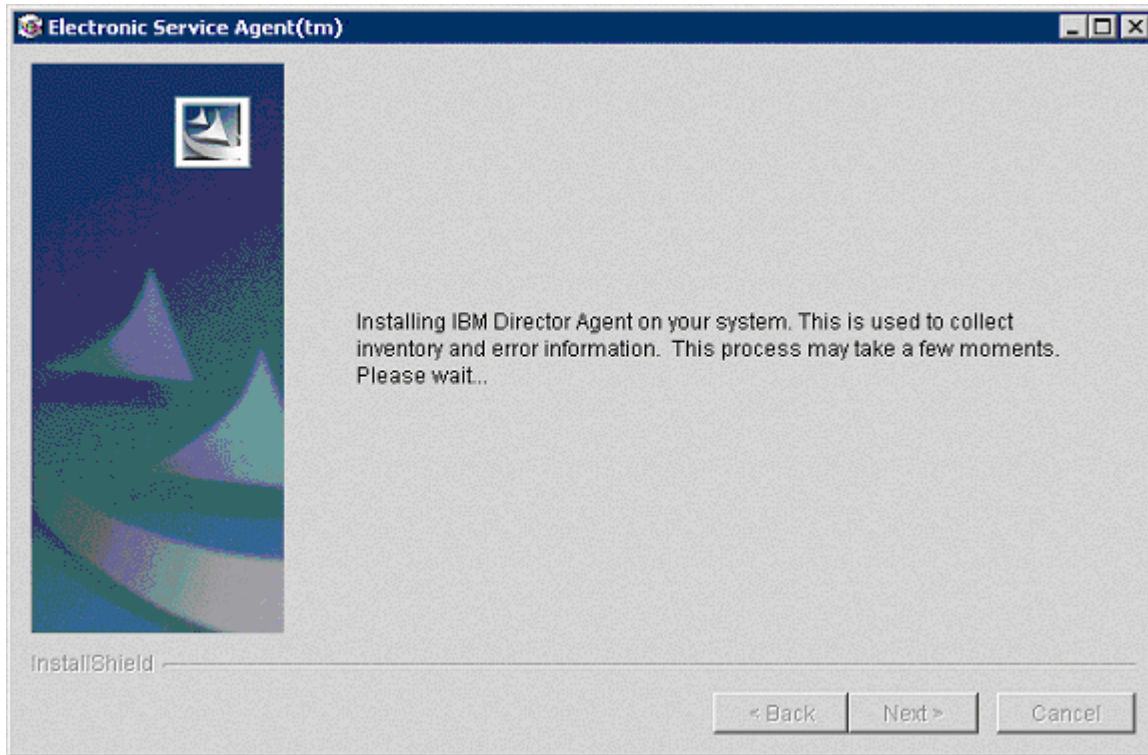 Electronic Service Agent(tm)
Installing IBM Director Agent on your system. This is used to collect
inventory and error information.  This process may take a few moments.
Please wait...
InstallShield
< Back
Next >
Cancel